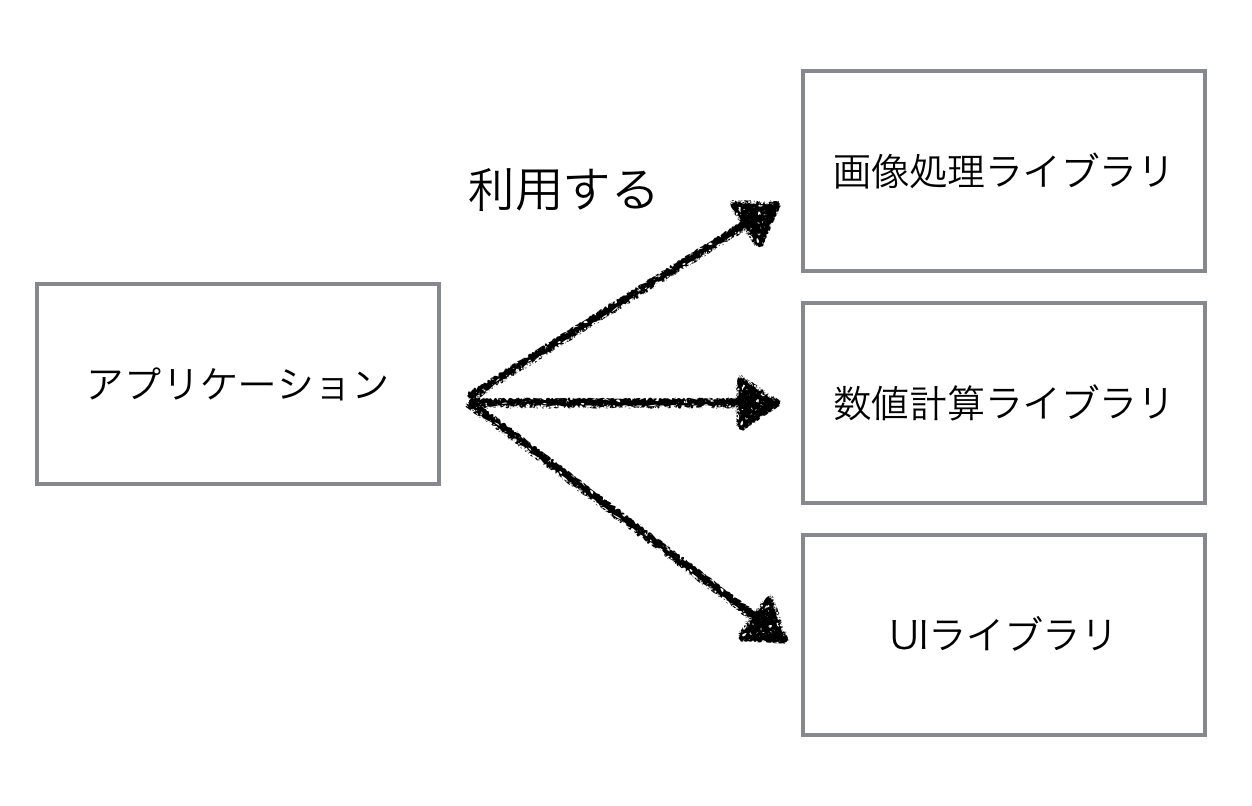 利用する
アプリケーション
画像処理ライブラリ
数値計算ライブラリ
UIライブラリ